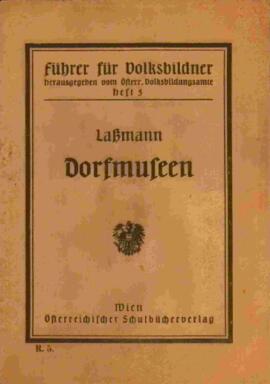 Führer für Volksbildner
herausgegeben vom Österr. Volksbildungsamte
Heft 5
Laßmann
Dorfmuseen
Wien
Österreichischer Schulbücherverlag
R. 5.